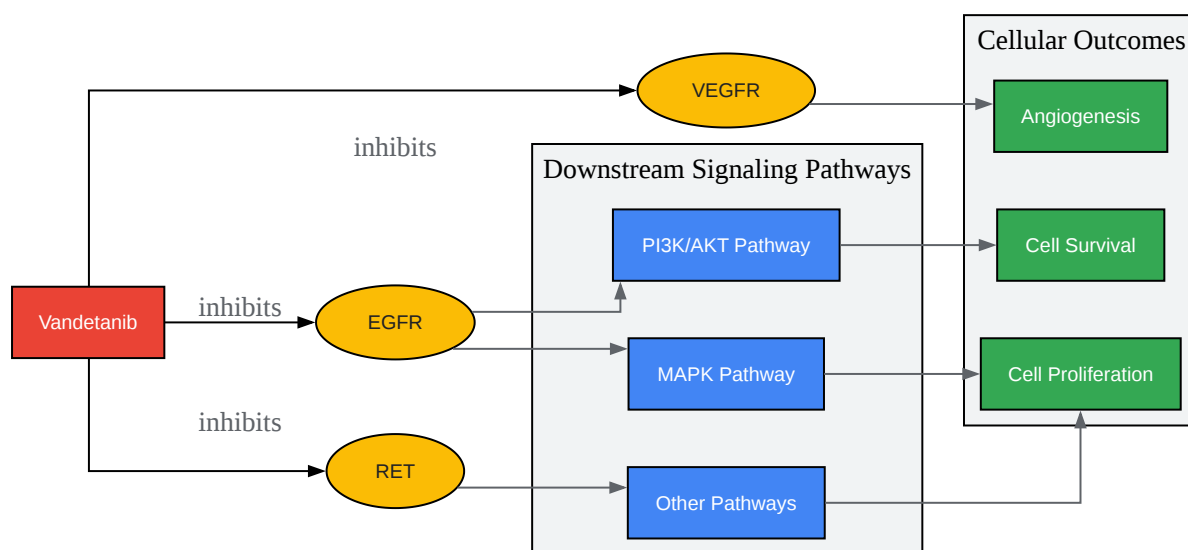 Cellular Outcomes
VEGFR
Angiogenesis
inhibits
Downstream Signaling Pathways
PI3K/AKT Pathway
Cell Survival
Vandetanib
inhibits
EGFR
MAPK Pathway
Cell Proliferation
inhibits
RET
Other Pathways